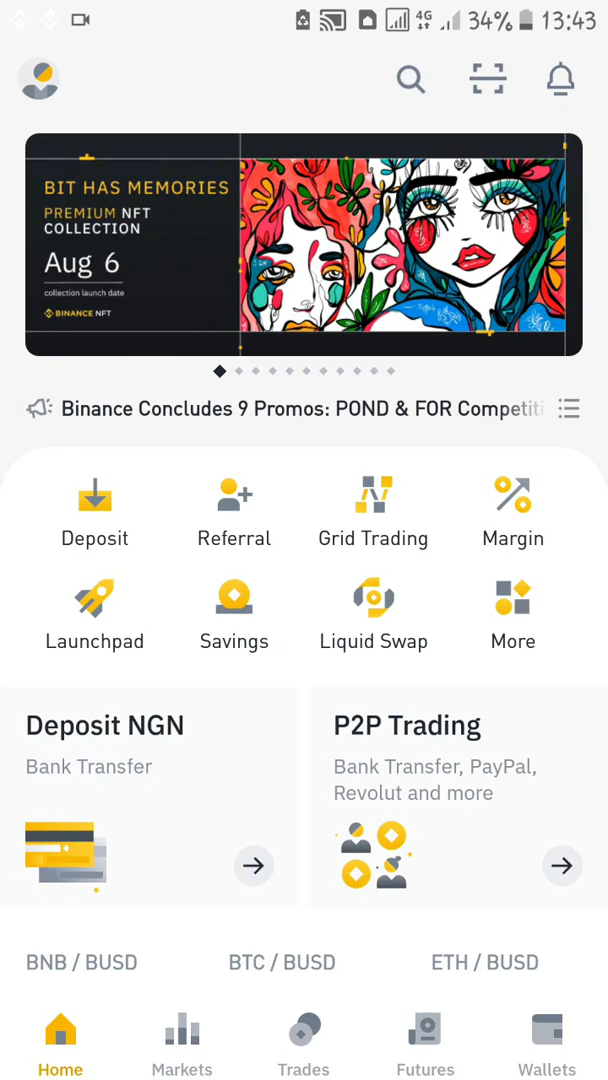 4G 34% 13:43
BIT HAS MEMORIES
PREMIUM NFT
COLLECTION
Aug 6
collection launch date
BINANCE NFT
Binance Concludes 9 Promos: POND & FOR Competiti
Deposit Referral Grid Trading Margin
Launchpad Savings Liquid Swap More
Deposit NGN
Bank Transfer
P2P Trading
Bank Transfer, PayPal,
Revolut and more
BNB / BUSD BTC / BUSD ETH / BUSD
Home Markets Trades Futures Wallets